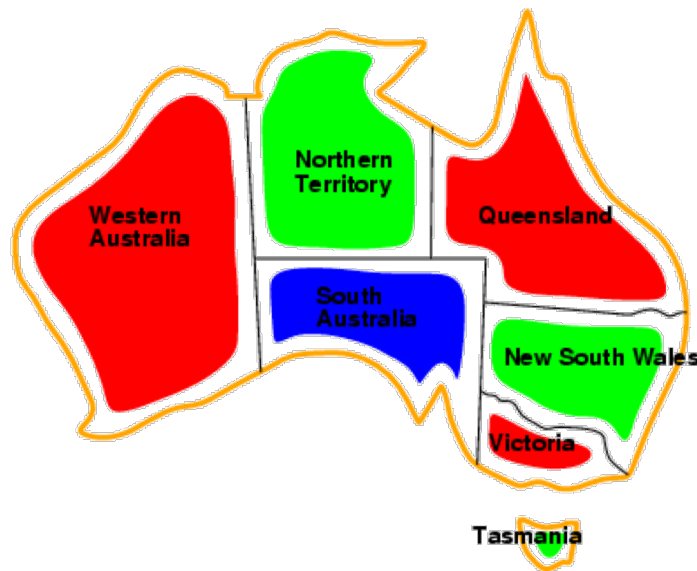 Northern
Territory
Western
Australia
Queensland
South
Australia
New South Wales
Victoria
Tasmania